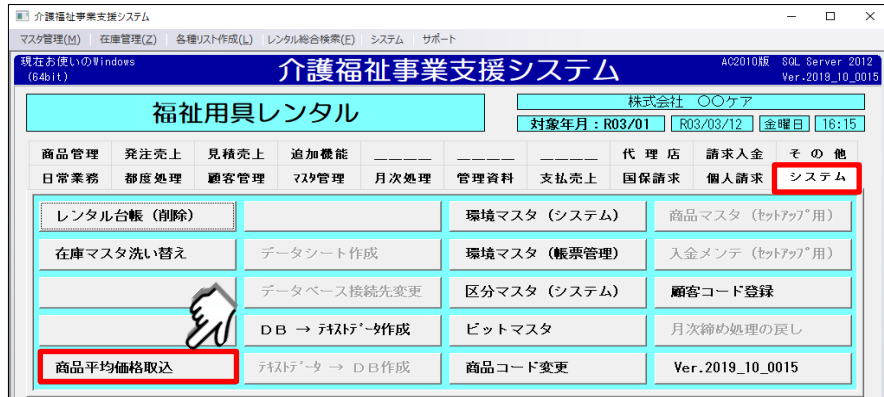 介護福祉事業支援システム
マスタ管理(M) 在庫管理(Z) 各種リスト作成(L) レンタル総合検索(F) システム サポート
現在お使いのWindows 介護福祉事業支援システム AC2010版 SQL Server 2012
(64bit) Ver.2019_10_0015
福祉用具レンタル 株式会社 〇〇ケア
対象年月：R03/01 R03/03/12 金曜日 16:15
商品管理 発注売上 見積売上 追加機能 ＿＿＿＿ ＿＿＿＿ ＿＿＿＿ 代 理 店 請求入金 そ の 他
日常業務 都度処理 顧客管理 ﾏｽﾀ管理 月次処理 管理資料 支払売上 国保請求 個人請求 システム
レンタル台帳（削除） 環境マスタ（システム） 商品マスタ（ｾｯﾄｱｯﾌﾟ用）
在庫マスタ洗い替え データシート作成 環境マスタ（帳票管理） 入金メンテ（ｾｯﾄｱｯﾌﾟ用）
データベース接続先変更 区分マスタ（システム） 顧客コード登録
ＤＢ → ﾃｷｽﾄﾃﾞｰﾀ作成 ビットマスタ 月次締め処理の戻し
商品平均価格取込 ﾃｷｽﾄﾃﾞｰﾀ → ＤＢ作成 商品コード変更 Ver.2019_10_0015